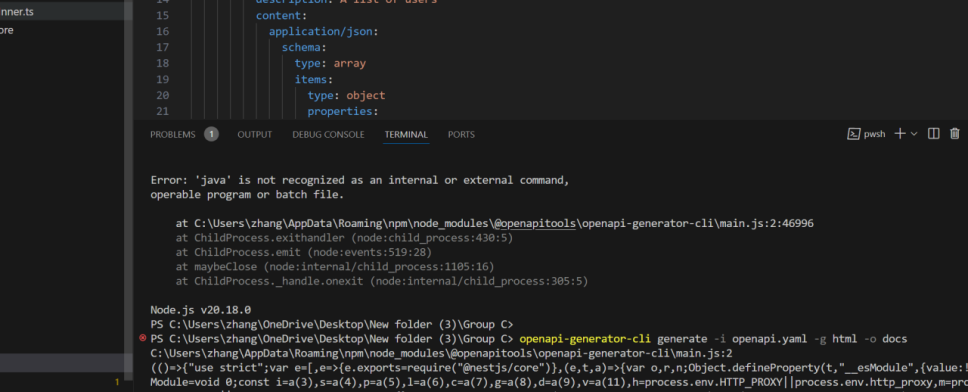 nner.ts
ore
14 description: A list of users
15 content:
16 application/json:
17 schema:
18 type: array
19 items:
20 type: object
21 properties:
PROBLEMS 1 OUTPUT DEBUG CONSOLE TERMINAL PORTS pwsh
Error: 'java' is not recognized as an internal or external command,
operable program or batch file.
at C:\Users\zhang\AppData\Roaming\npm\node_modules\@openapitools\openapi-generator-cli\main.js:2:46996
at ChildProcess.exithandler (node:child_process:430:5)
at ChildProcess.emit (node:events:519:28)
at maybeClose (node:internal/child_process:1105:16)
at ChildProcess._handle.onexit (node:internal/child_process:305:5)
Node.js v20.18.0
PS C:\Users\zhang\OneDrive\Desktop\New folder (3)\Group C>
PS C:\Users\zhang\OneDrive\Desktop\New folder (3)\Group C> openapi-generator-cli generate -i openapi.yaml -g html -o docs
C:\Users\zhang\AppData\Roaming\npm\node_modules\@openapitools\openapi-generator-cli\main.js:2
(()=>{"use strict";var e=[,e=>{e.exports=require("@nestjs/core")},(e,t,a)=>{var o,r,n;Object.defineProperty(t,"__esModule",{value:
1 Module=void 0;const i=a(3),s=a(4),p=a(5),l=a(6),c=a(7),g=a(8),d=a(9),v=a(11),h=process.env.HTTP_PROXY||process.env.http_proxy,m=pr